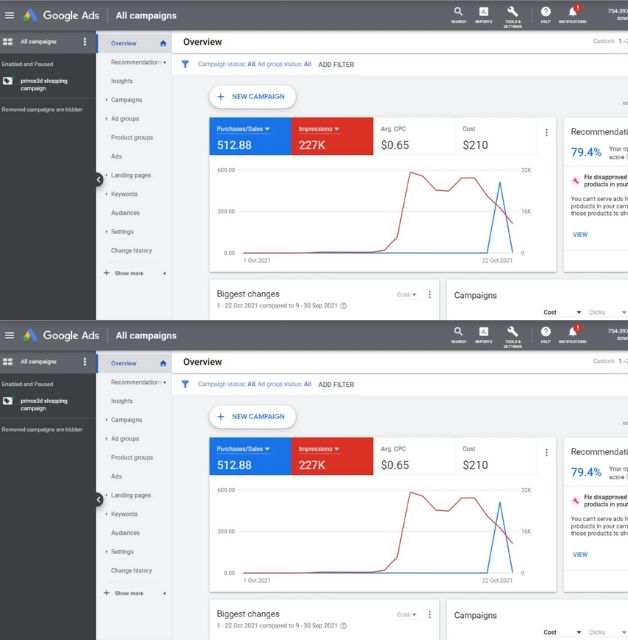 Google Ads All campaigns
SEARCH REPORTS TOOLS & SETTINGS HELP NOTIFICATIONS
All campaigns
Overview
Overview
Custom
Enabled and Paused
prince3d shopping campaign
Removed campaigns are hidden
Recommendations
Insights
Campaigns
Ad groups
Product groups
Ads
Landing pages
Keywords
Audiences
Settings
Change history
Show more
Campaign status: All Ad group status: All ADD FILTER
+ NEW CAMPAIGN
Purchases/Sales Impressions Avg. CPC Cost
512.88 227K $0.65 $210
600.00 32K
300.00 16K
0.00 0
1 Oct 2021 22 Oct 2021
Recommendati
79.4% Your op
score
Fix disapproved
products in your
You can't serve ads f
products in your cam
those products to sh
VIEW
Biggest changes Cost
1 - 22 Oct 2021 compared to 9 - 30 Sep 2021
Campaigns
Cost Clicks
Google Ads All campaigns
SEARCH REPORTS TOOLS & SETTINGS HELP NOTIFICATIONS
All campaigns
Overview
Overview
Custom
Enabled and Paused
prince3d shopping campaign
Removed campaigns are hidden
Recommendations
Insights
Campaigns
Ad groups
Product groups
Ads
Landing pages
Keywords
Audiences
Settings
Change history
Show more
Campaign status: All Ad group status: All ADD FILTER
+ NEW CAMPAIGN
Purchases/Sales Impressions Avg. CPC Cost
512.88 227K $0.65 $210
600.00 32K
300.00 16K
0.00 0
1 Oct 2021 22 Oct 2021
Recommendati
79.4% Your op
score
Fix disapproved
products in your
You can't serve ads f
products in your cam
those products to sh
VIEW
Biggest changes Cost
1 - 22 Oct 2021 compared to 9 - 30 Sep 2021
Campaigns
Cost Clicks